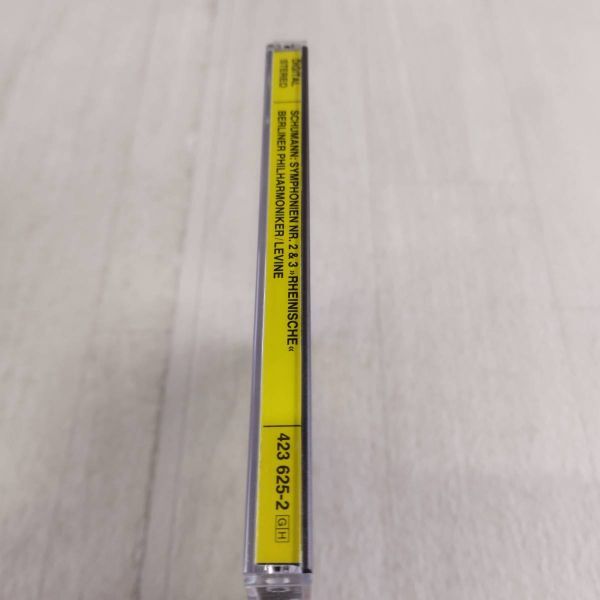 DIGITAL
STEREO
SCHUMANN: SYMPHONIEN NR. 2 & 3 »RHEINISCHE«
BERLINER PHILHARMONIKER/LEVINE
423 625-2 GH